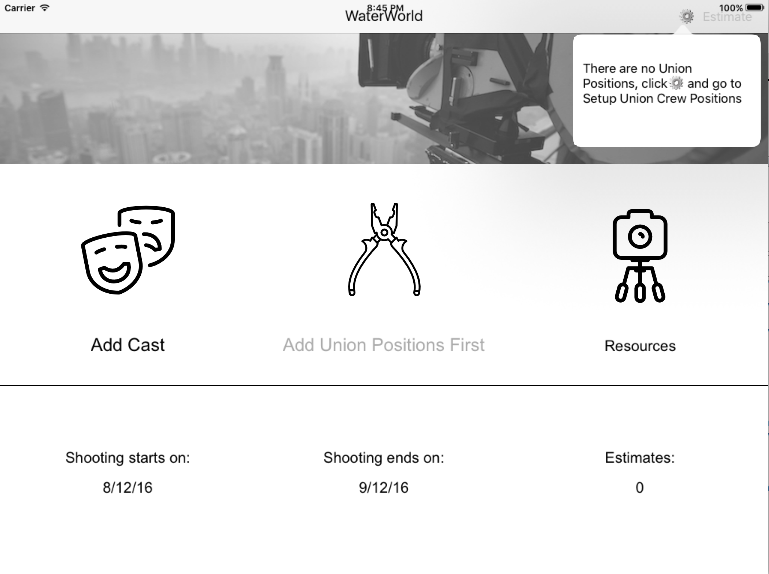 Carrier 8:45 PM 100%
WaterWorld
Estimate
There are no Union
Positions, click and go to
Setup Union Crew Positions
Add Cast
Add Union Positions First
Resources
Shooting starts on:
Shooting ends on:
Estimates:
8/12/16
9/12/16
0